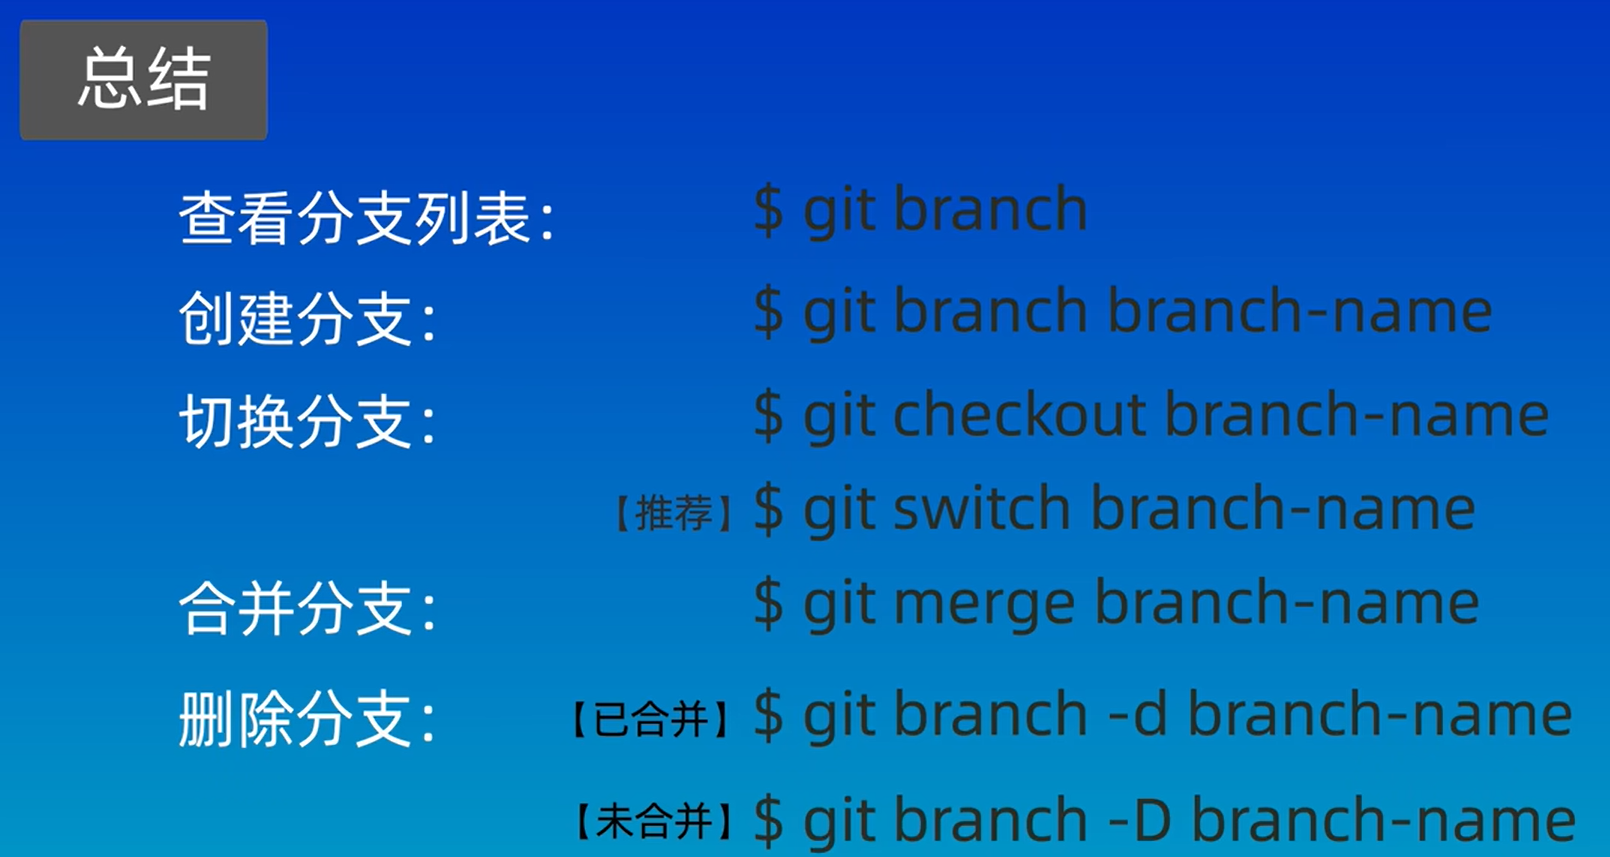 总结
查看分支列表： $ git branch
创建分支： $ git branch branch-name
切换分支： $ git checkout branch-name
【推荐】 $ git switch branch-name
合并分支： $ git merge branch-name
删除分支： 【已合并】 $ git branch -d branch-name
【未合并】 $ git branch -D branch-name